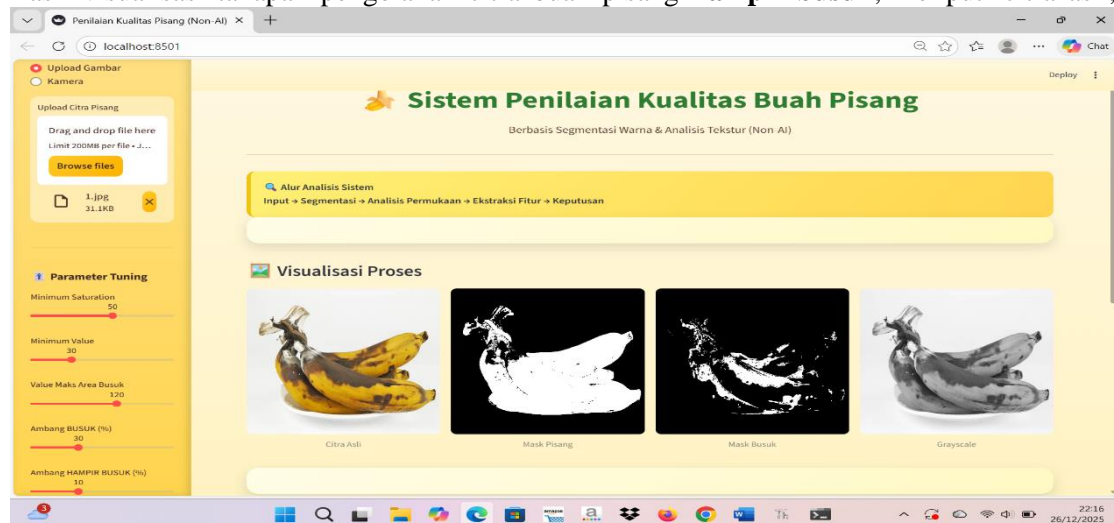 Penilaian Kualitas Pisang (Non-AI)
localhost:8501
Chat
Deploy
Upload Gambar
Kamera
Upload Citra Pisang
Drag and drop file here
Limit 200MB per file • J...
Browse files
1.jpg
31.1KB
Parameter Tuning
Minimum Saturation
50
Minimum Value
30
Value Maks Area Busuk
120
Ambang BUSUK (%)
30
Ambang HAMPIR BUSUK (%)
10
Sistem Penilaian Kualitas Buah Pisang
Berbasis Segmentasi Warna & Analisis Tekstur (Non-AI)
Alur Analisis Sistem
Input → Segmentasi → Analisis Permukaan → Ekstraksi Fitur → Keputusan
Visualisasi Proses
Citra Asli
Mask Pisang
Mask Busuk
Grayscale
3
22:16
26/12/2025